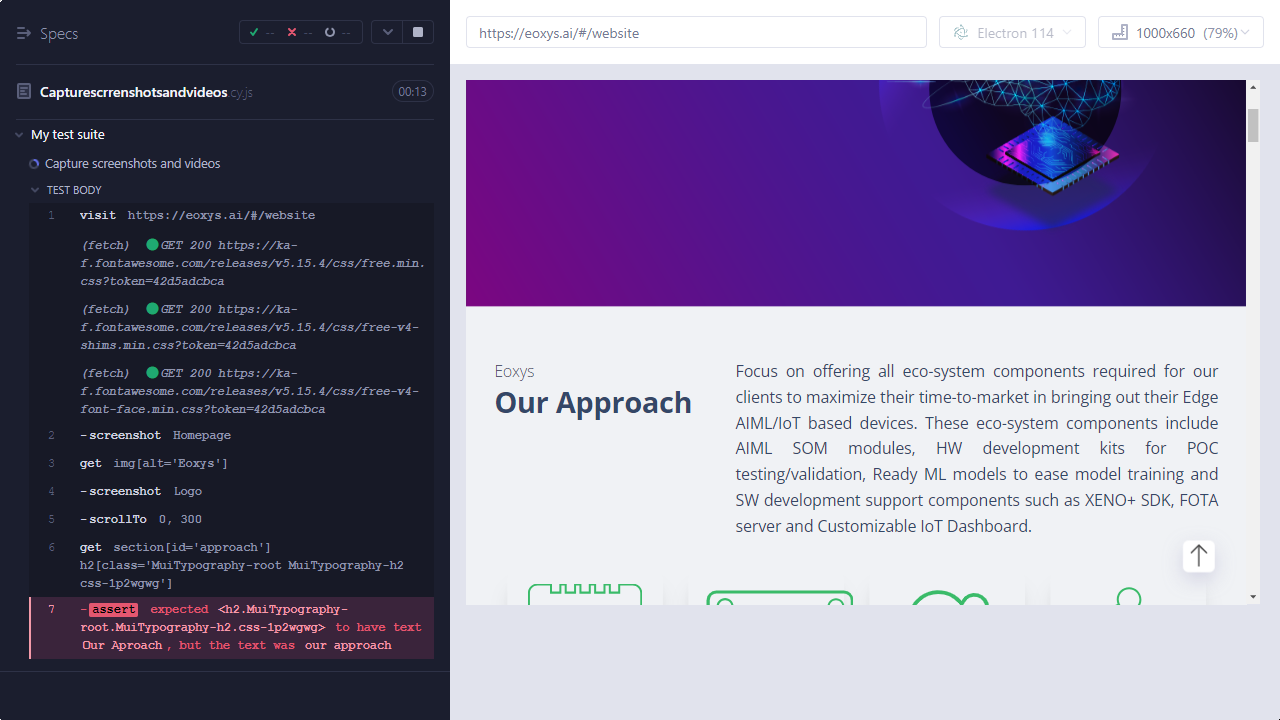 Specs
--
--
--
https://eoxys.ai/#/website
Electron 114
1000x660 (79%)
Capturescrrenshotsandvideos.cy.js
00:13
My test suite
Capture screenshots and videos
TEST BODY
1 visit https://eoxys.ai/#/website
(fetch) GET 200 https://ka-
f.fontawesome.com/releases/v5.15.4/css/free.min.
css?token=42d5adcbca
(fetch) GET 200 https://ka-
f.fontawesome.com/releases/v5.15.4/css/free-v4-
shims.min.css?token=42d5adcbca
(fetch) GET 200 https://ka-
f.fontawesome.com/releases/v5.15.4/css/free-v4-
font-face.min.css?token=42d5adcbca
2 -screenshot Homepage
3 get img[alt='Eoxys']
4 -screenshot Logo
5 -scrollTo 0, 300
6 get section[id='approach']
h2[class='MuiTypography-root MuiTypography-h2
css-1p2wgwg']
7 -assert expected <h2.MuiTypography-
root.MuiTypography-h2.css-1p2wgwg> to have text
Our Aproach, but the text was our approach
Eoxys
Our Approach
Focus on offering all eco-system components required for our
clients to maximize their time-to-market in bringing out their Edge
AIML/IoT based devices. These eco-system components include
AIML SOM modules, HW development kits for POC
testing/validation, Ready ML models to ease model training and
SW development support components such as XENO+ SDK, FOTA
server and Customizable IoT Dashboard.